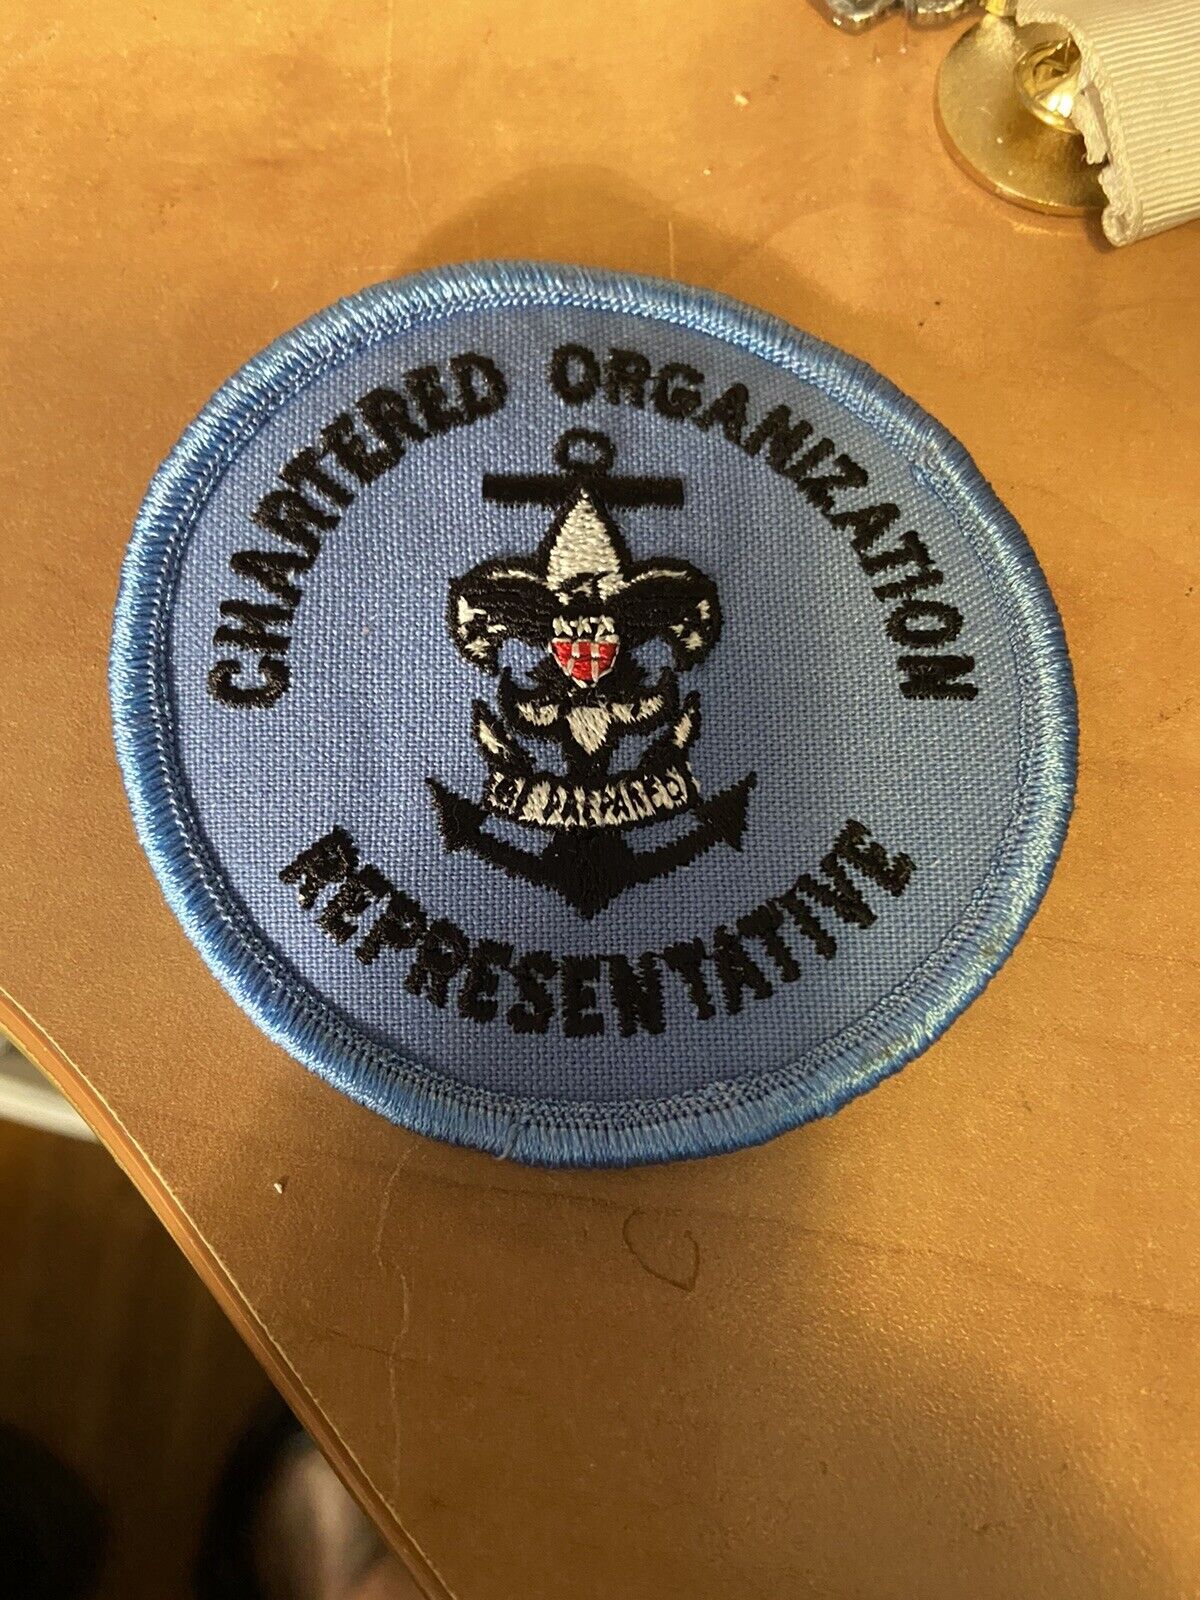 CHARTERED ORGANIZATION
REPRESENTATIVE